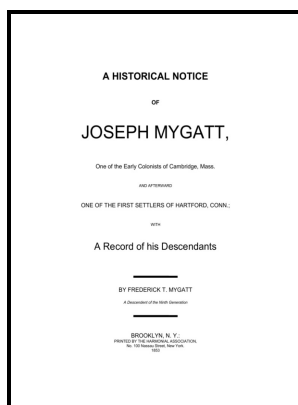 A HISTORICAL NOTICE
OF
JOSEPH MYGATT,
One of the Early Colonists of Cambridge, Mass.
AND AFTERWARD
ONE OF THE FIRST SETTLERS OF HARTFORD, CONN.;
WITH
A Record of his Descendants
BY FREDERICK T. MYGATT
A Descendant of the Ninth Generation
BROOKLYN, N. Y.:
PRINTED BY THE HARMONIAL ASSOCIATION,
No. 100 Nassau Street, New York.
1853